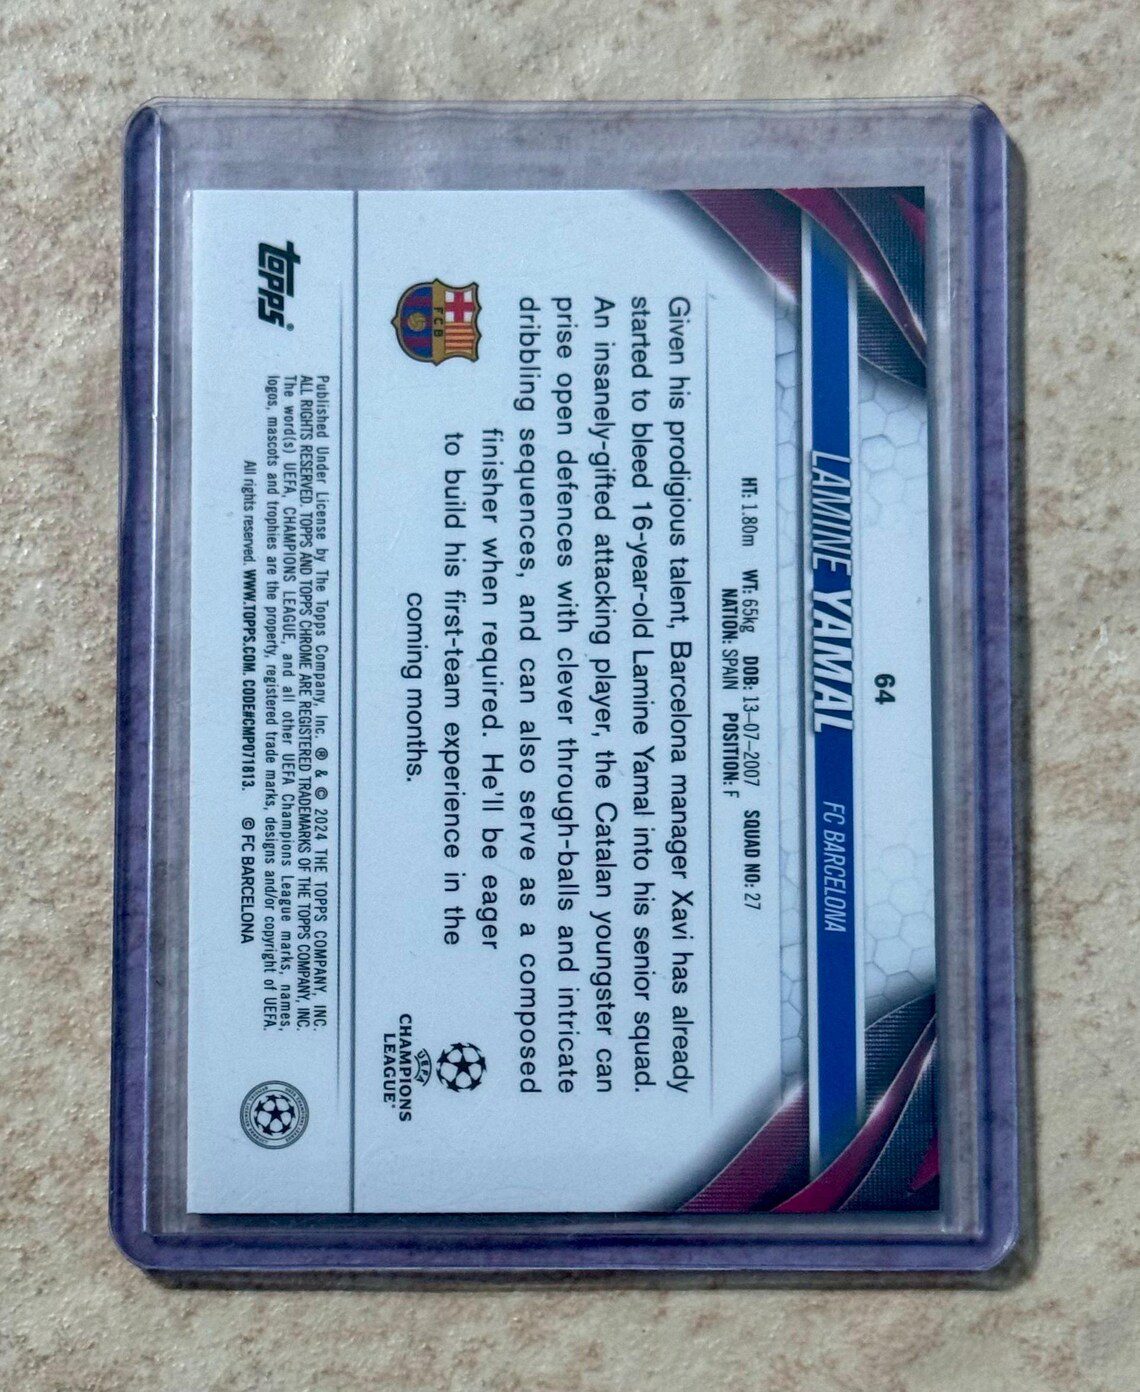 64
LAMINE YAMAL FC BARCELONA
HT: 1.80m WT: 65kg DOB: 13-07-2007 SQUAD NO: 27
NATION: SPAIN POSITION: F
Given his prodigious talent, Barcelona manager Xavi has already
started to bleed 16-year-old Lamine Yamal into his senior squad.
An insanely-gifted attacking player, the Catalan youngster can
prise open defences with clever through-balls and intricate
dribbling sequences, and can also serve as a composed
finisher when required. He'll be eager
to build his first-team experience in the
coming months.
FCB
UEFA
CHAMPIONS
LEAGUE®
topps®
Published Under License by The Topps Company, Inc. ® & © 2024 THE TOPPS COMPANY, INC.
ALL RIGHTS RESERVED. TOPPS AND TOPPS CHROME ARE REGISTERED TRADEMARKS OF THE TOPPS COMPANY, INC.
The word(s) UEFA, CHAMPIONS LEAGUE, and all other UEFA Champions League marks, names,
logos, mascots and trophies are the property, registered trade marks, designs and/or copyright of UEFA.
All rights reserved. WWW.TOPPS.COM. CODE#CMP071813. © FC BARCELONA